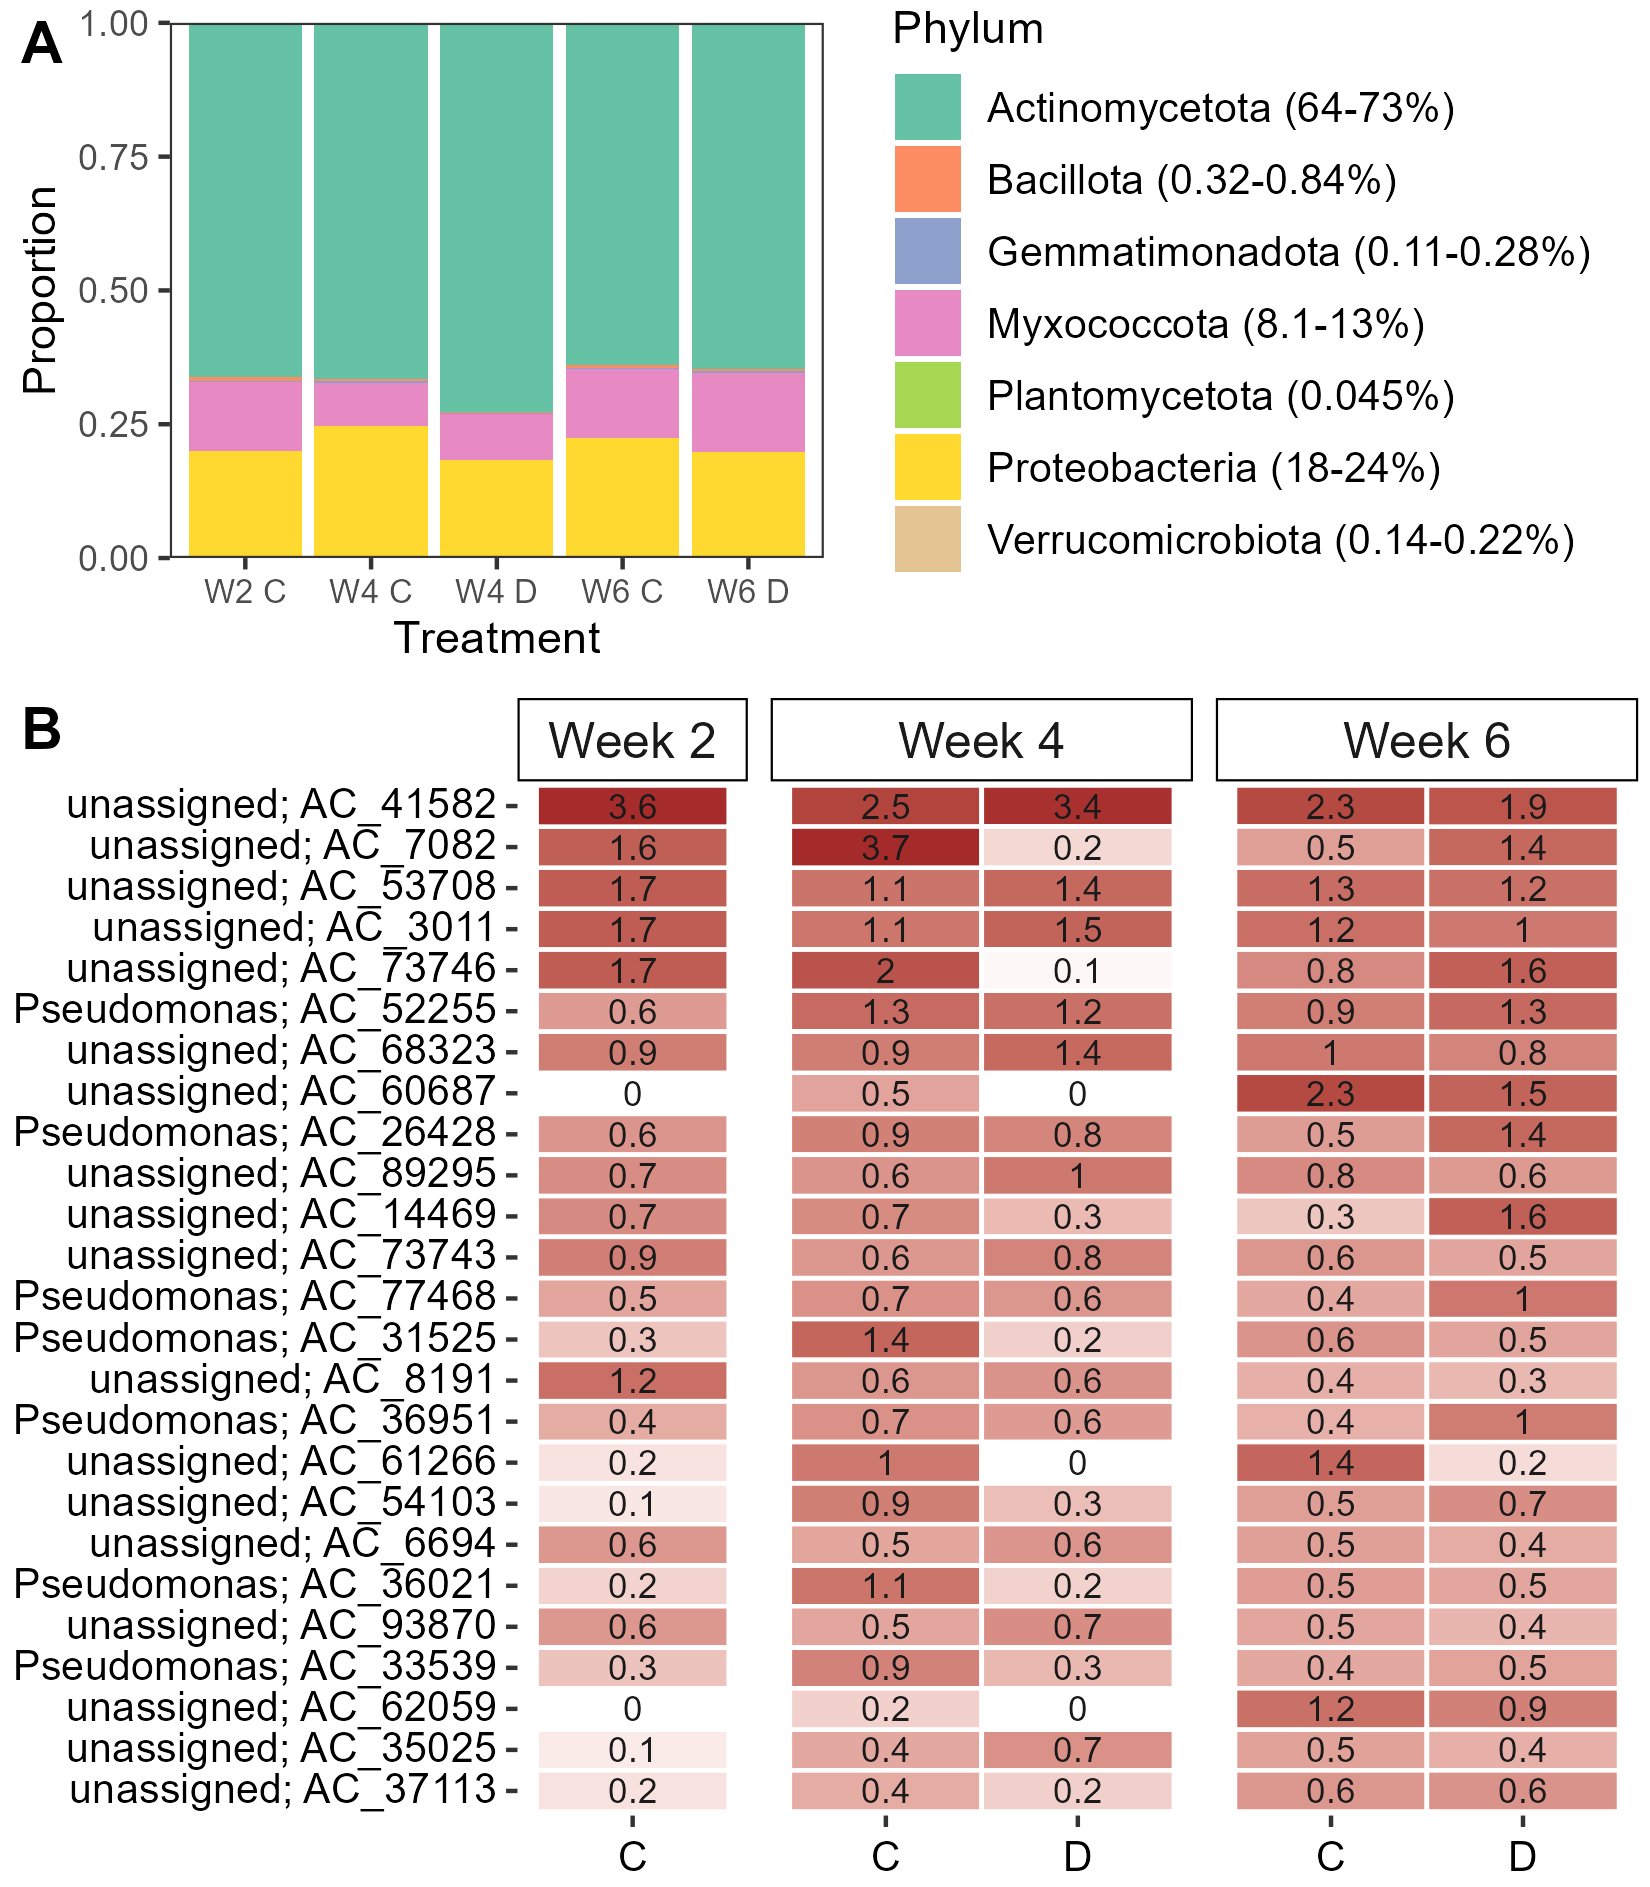 A
1.00
0.75
0.50
0.25
0.00
Proportion
W2 C W4 C W4 D W6 C W6 D
Treatment
Phylum
Actinomycetota (64-73%)
Bacillota (0.32-0.84%)
Gemmatimonadota (0.11-0.28%)
Myxococcota (8.1-13%)
Plantomycetota (0.045%)
Proteobacteria (18-24%)
Verrucomicrobiota (0.14-0.22%)
B
Week 2 Week 4 Week 6
unassigned; AC_41582 3.6 2.5 3.4 2.3 1.9
unassigned; AC_7082 1.6 3.7 0.2 0.5 1.4
unassigned; AC_53708 1.7 1.1 1.4 1.3 1.2
unassigned; AC_3011 1.7 1.1 1.5 1.2 1
unassigned; AC_73746 1.7 2 0.1 0.8 1.6
Pseudomonas; AC_52255 0.6 1.3 1.2 0.9 1.3
unassigned; AC_68323 0.9 0.9 1.4 1 0.8
unassigned; AC_60687 0 0.5 0 2.3 1.5
Pseudomonas; AC_26428 0.6 0.9 0.8 0.5 1.4
unassigned; AC_89295 0.7 0.6 1 0.8 0.6
unassigned; AC_14469 0.7 0.7 0.3 0.3 1.6
unassigned; AC_73743 0.9 0.6 0.8 0.6 0.5
Pseudomonas; AC_77468 0.5 0.7 0.6 0.4 1
Pseudomonas; AC_31525 0.3 1.4 0.2 0.6 0.5
unassigned; AC_8191 1.2 0.6 0.6 0.4 0.3
Pseudomonas; AC_36951 0.4 0.7 0.6 0.4 1
unassigned; AC_61266 0.2 1 0 1.4 0.2
unassigned; AC_54103 0.1 0.9 0.3 0.5 0.7
unassigned; AC_6694 0.6 0.5 0.6 0.5 0.4
Pseudomonas; AC_36021 0.2 1.1 0.2 0.5 0.5
unassigned; AC_93870 0.6 0.5 0.7 0.5 0.4
Pseudomonas; AC_33539 0.3 0.9 0.3 0.4 0.5
unassigned; AC_62059 0 0.2 0 1.2 0.9
unassigned; AC_35025 0.1 0.4 0.7 0.5 0.4
unassigned; AC_37113 0.2 0.4 0.2 0.6 0.6
C C D C D